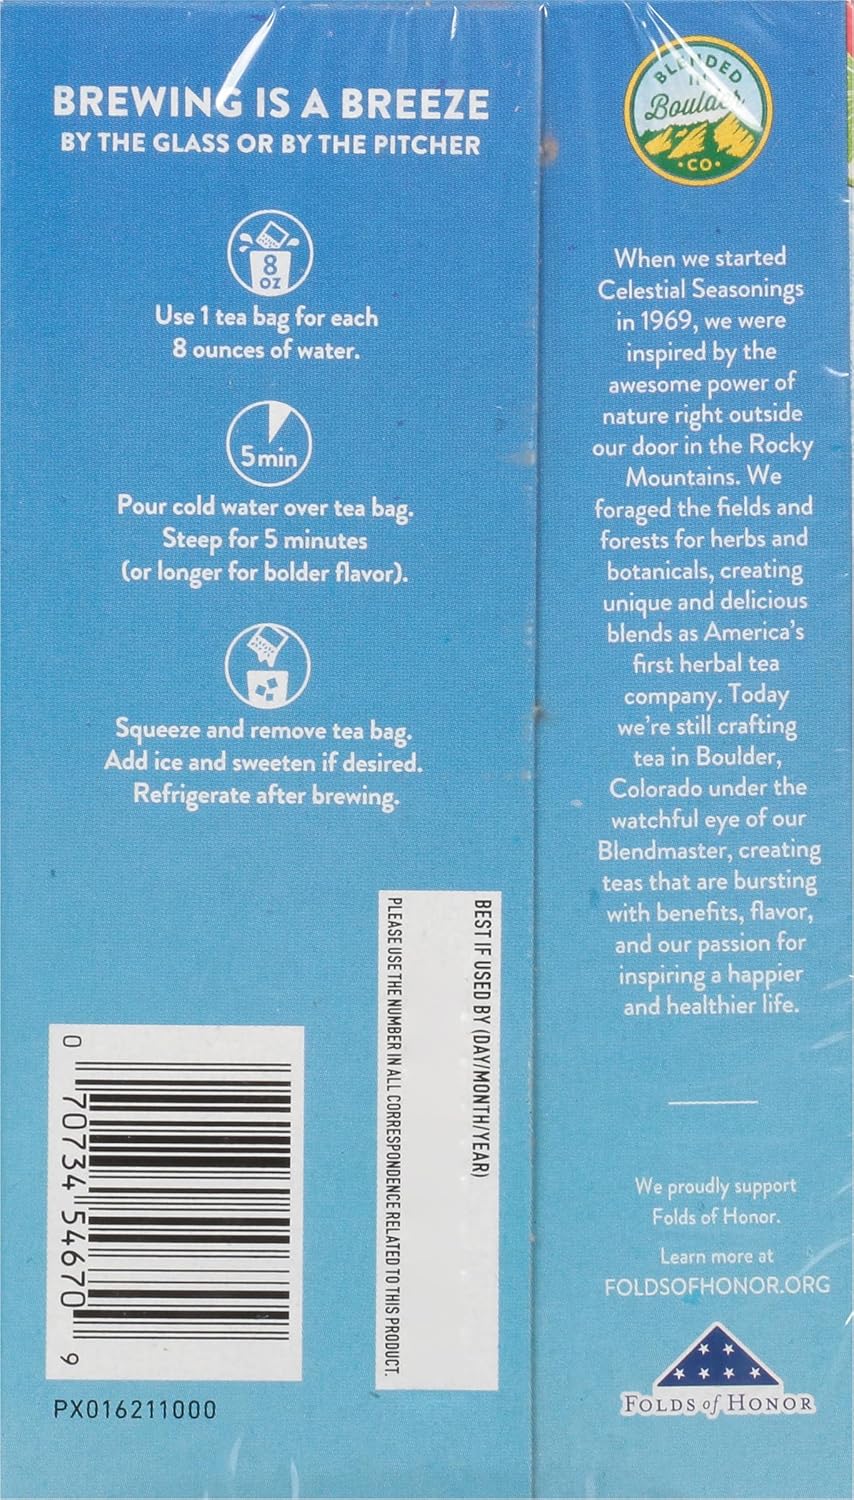 BREWING IS A BREEZE
BY THE GLASS OR BY THE PITCHER
8
OZ
Use 1 tea bag for each
8 ounces of water.
5 min
Pour cold water over tea bag.
Steep for 5 minutes
(or longer for bolder flavor).
Squeeze and remove tea bag.
Add ice and sweeten if desired.
Refrigerate after brewing.
BEST IF USED BY (DAY/MONTH/YEAR)
PLEASE USE THE NUMBER IN ALL CORRESPONDENCE RELATED TO THIS PRODUCT.
0 70734 54670 9
PX016211000
BLENDED
IN
Boulder
•CO•
When we started
Celestial Seasonings
in 1969, we were
inspired by the
awesome power of
nature right outside
our door in the Rocky
Mountains. We
foraged the fields and
forests for herbs and
botanicals, creating
unique and delicious
blends as America's
first herbal tea
company. Today
we're still crafting
tea in Boulder,
Colorado under the
watchful eye of our
Blendmaster, creating
teas that are bursting
with benefits, flavor,
and our passion for
inspiring a happier
and healthier life.
We proudly support
Folds of Honor.
Learn more at
FOLDSOFHONOR.ORG
FOLDS of HONOR